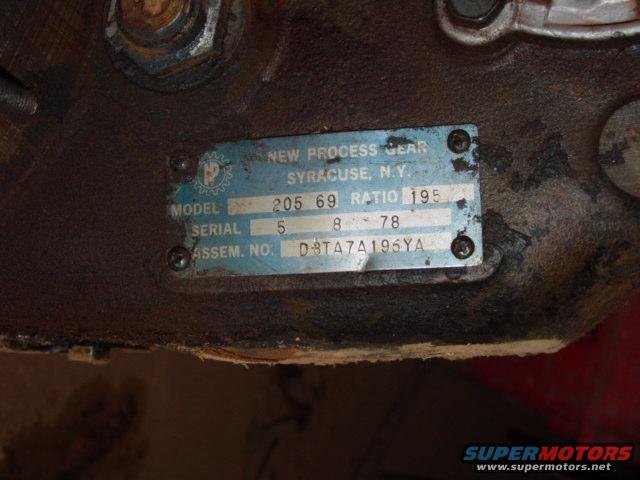 NEW PROCESS GEAR
SYRACUSE, N.Y.
P
MODEL 205 69 RATIO 195
SERIAL 5 8 78
ASSEM. NO. D8TA7A196YA
SUPERMOTORS
www.supermotors.net